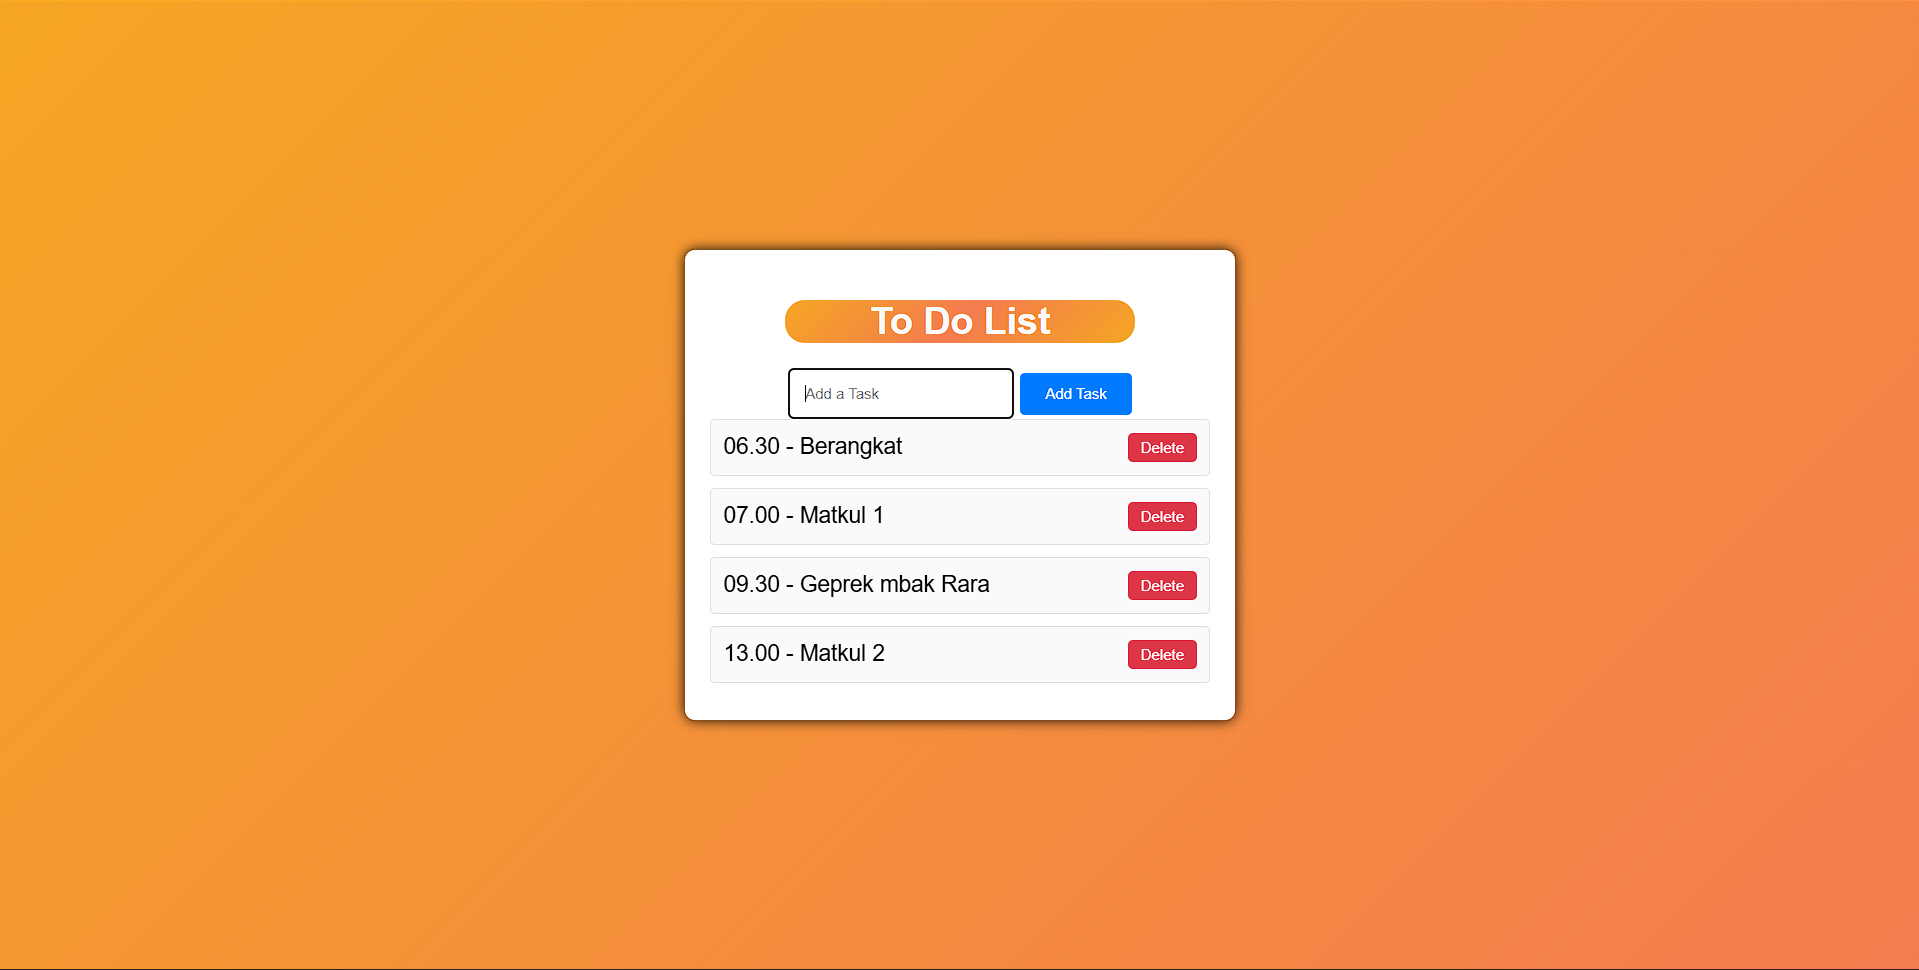 To Do List
Add a Task
Add Task
06.30 - Berangkat
Delete
07.00 - Matkul 1
Delete
09.30 - Geprek mbak Rara
Delete
13.00 - Matkul 2
Delete